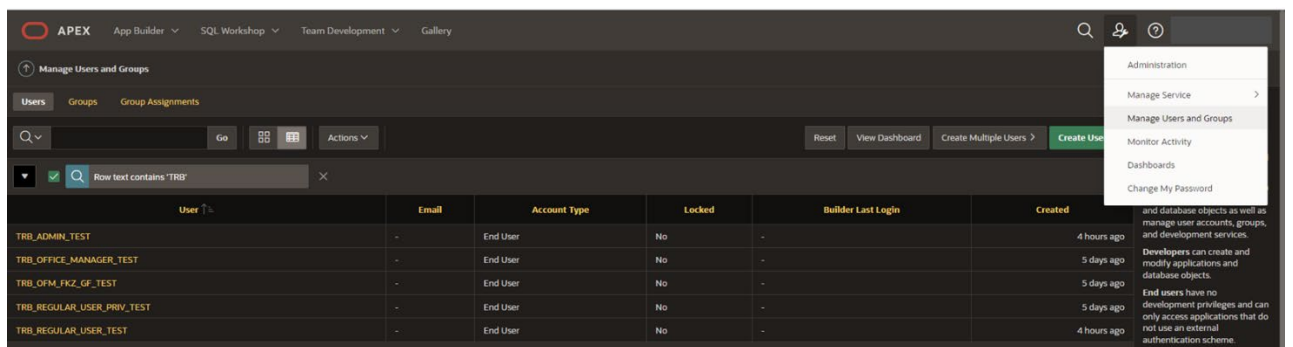 APEX App Builder SQL Workshop Team Development Gallery
Manage Users and Groups
Users Groups Group Assignments
Go Actions Reset View Dashboard Create Multiple Users > Create Use
Row text contains 'TRB'
User Email Account Type Locked Builder Last Login Created
TRB_ADMIN_TEST - End User No - 4 hours ago
TRB_OFFICE_MANAGER_TEST - End User No - 5 days ago
TRB_OFM_FKZ_GF_TEST - End User No - 5 days ago
TRB_REGULAR_USER_PRIV_TEST - End User No - 5 days ago
TRB_REGULAR_USER_TEST - End User No - 4 hours ago
Administration
Manage Service >
Manage Users and Groups
Monitor Activity
Dashboards
Change My Password
and database objects as well as
manage user accounts, groups,
and development services.
Developers can create and
modify applications and
database objects.
End users have no
development privileges and can
only access applications that do
not use an external
authentication scheme.